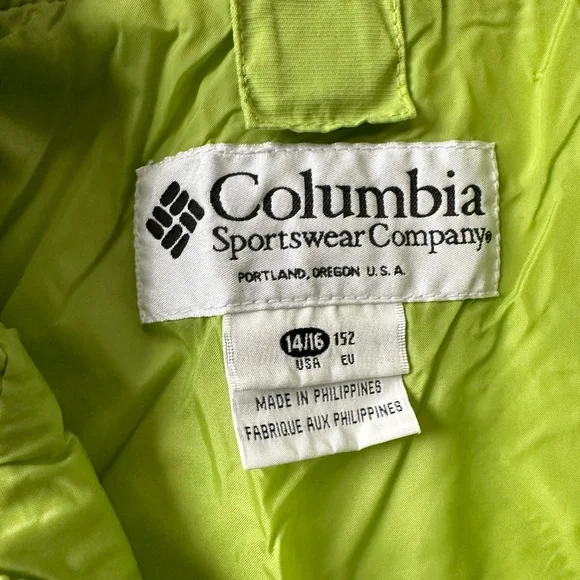 Columbia
Sportswear Company®
PORTLAND, OREGON U.S.A.
14/16 152
USA EU
MADE IN PHILIPPINES
FABRIQUE AUX PHILIPPINES